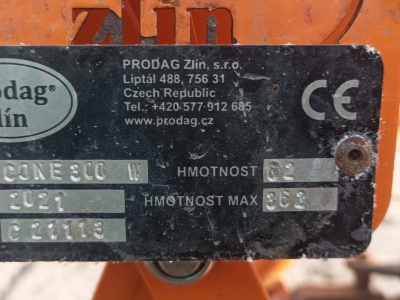 zlin
PRODAG Zlín, s.r.o.
Liptál 488, 756 31
Czech Republic
Tel.: +420-577-912 685
www.prodag.cz
odag®
lín
CE
CONE 300 W
HMOTNOST 62
2021
HMOTNOST MAX 362
C 21113